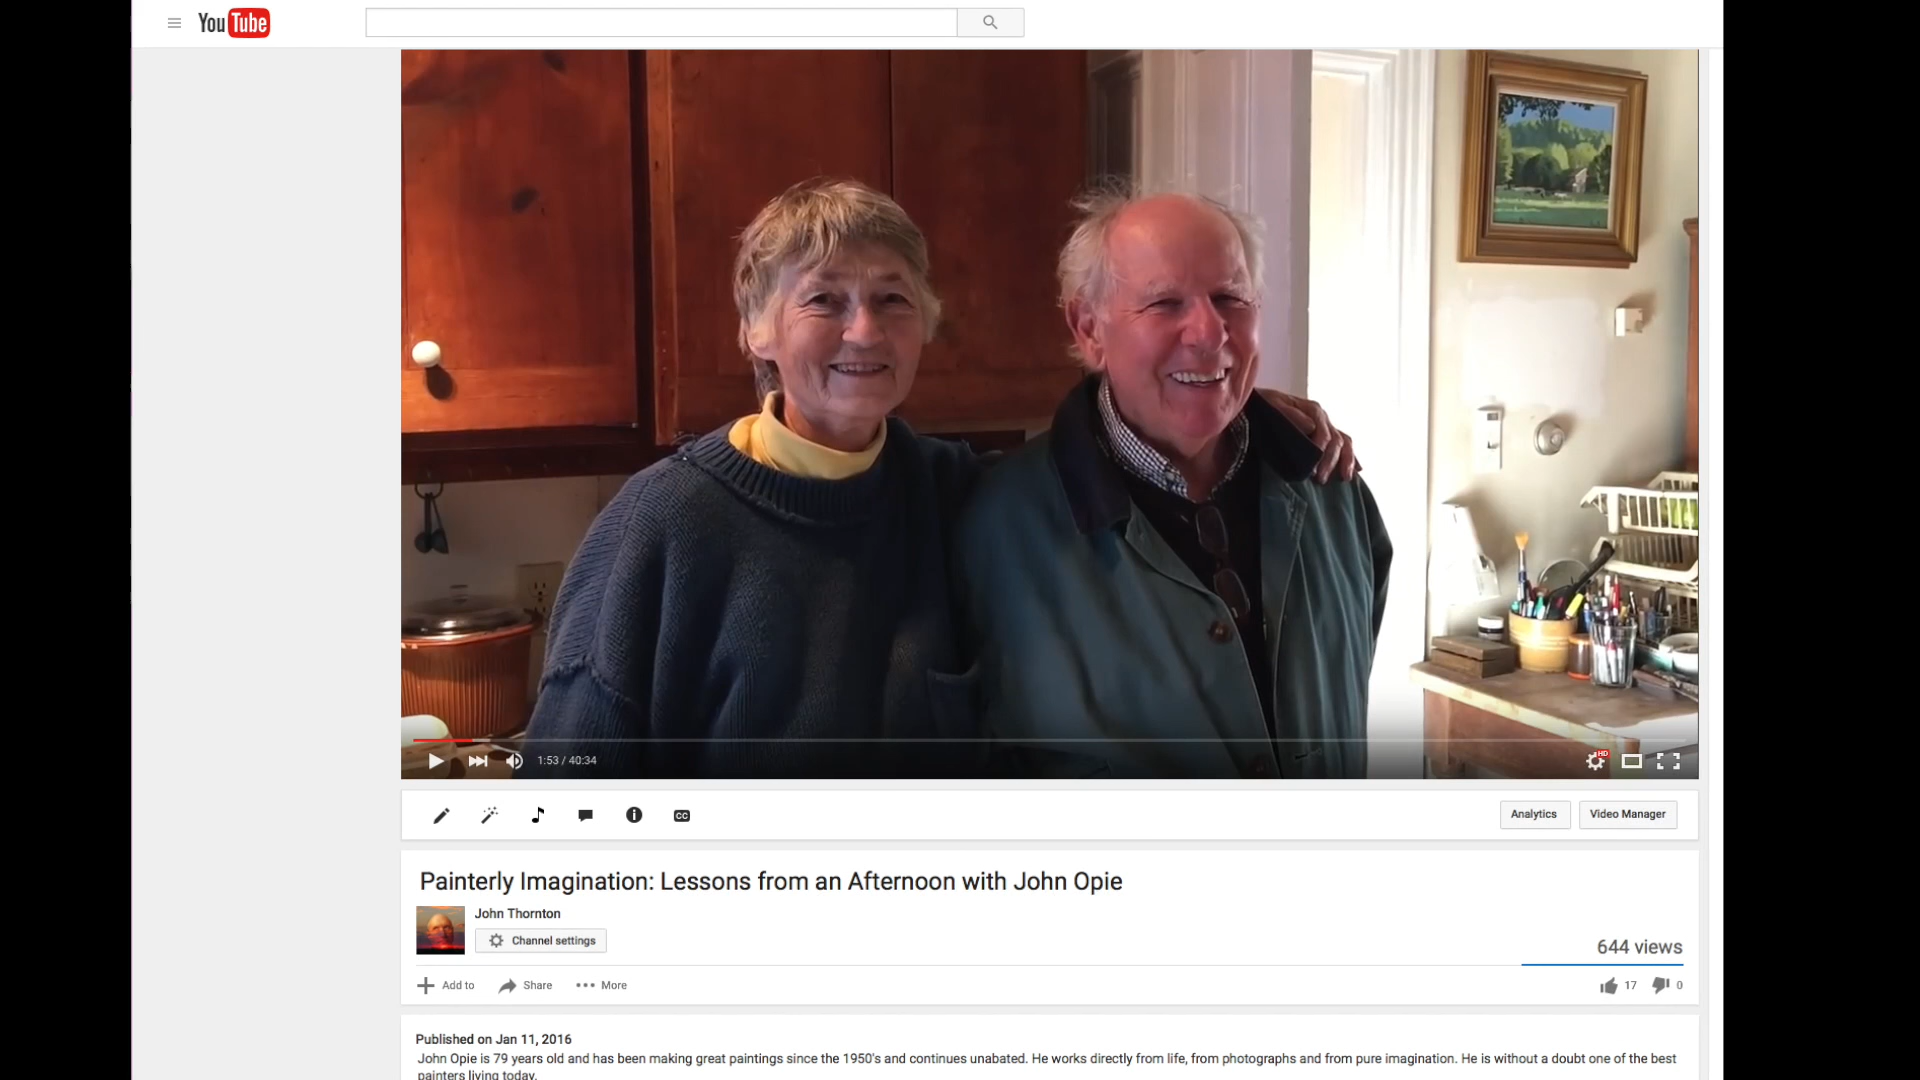 YouTube
1:53 / 40:34
HD
CC
Analytics
Video Manager
Painterly Imagination: Lessons from an Afternoon with John Opie
John Thornton
Channel settings
644 views
Add to
Share
More
17
0
Published on Jan 11, 2016
John Opie is 79 years old and has been making great paintings since the 1950's and continues unabated. He works directly from life, from photographs and from pure imagination. He is without a doubt one of the best
painters living today.